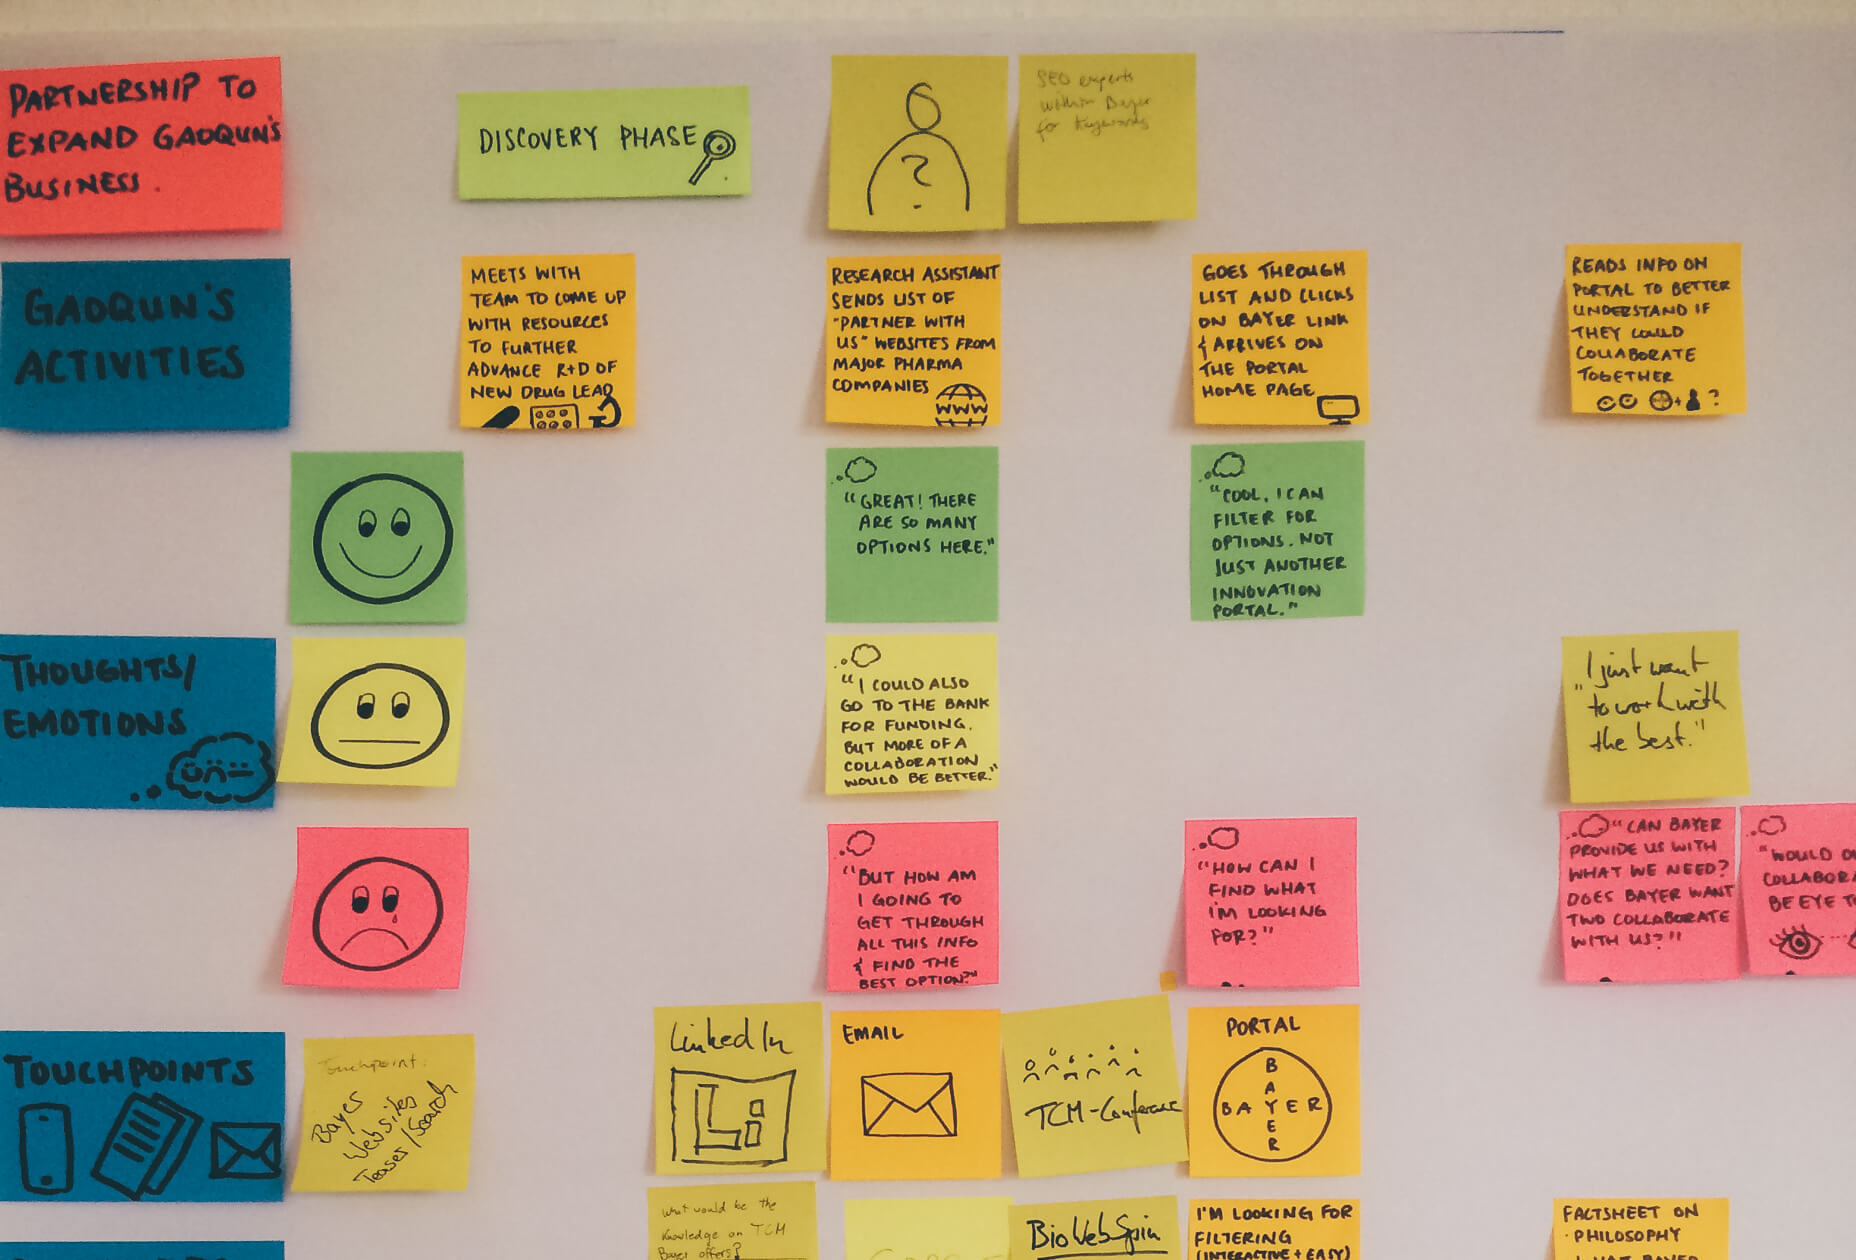 PARTNERSHIP TO
EXPAND GAOQUN'S
BUSINESS.
DISCOVERY PHASE
?
SEO experts
within Bayer
for Keywords
GAOQUN'S
ACTIVITIES
MEETS WITH
TEAM TO COME UP
WITH RESOURCES
TO FURTHER
ADVANCE R+D OF
NEW DRUG LEAD
RESEARCH ASSISTANT
SENDS LIST OF
"PARTNER WITH
US" WEBSITES FROM
MAJOR PHARMA
COMPANIES
WWW
GOES THROUGH
LIST AND CLICKS
ON BAYER LINK
& ARRIVES ON
THE PORTAL
HOME PAGE
READS INFO ON
PORTAL TO BETTER
UNDERSTAND IF
THEY COULD
COLLABORATE
TOGETHER
+ ?
"GREAT! THERE
ARE SO MANY
OPTIONS HERE."
"COOL, I CAN
FILTER FOR
OPTIONS. NOT
JUST ANOTHER
INNOVATION
PORTAL."
THOUGHTS/
EMOTIONS
"I COULD ALSO
GO TO THE BANK
FOR FUNDING.
BUT MORE OF A
COLLABORATION
WOULD BE BETTER."
I just want
"to work with
the best."
"BUT HOW AM
I GOING TO
GET THROUGH
ALL THIS INFO
& FIND THE
BEST OPTION?"
"HOW CAN I
FIND WHAT
I'M LOOKING
FOR?"
"CAN BAYER
PROVIDE US WITH
WHAT WE NEED?
DOES BAYER WANT
TWO COLLABORATE
WITH US?"
"WOULD
COLLABOR
BE EYE TO
TOUCHPOINTS
Touchpoint:
Bayer
Websites
Teaser/Search
LinkedIn
Li
EMAIL
TCM-Conference
PORTAL
BAYER
BAYER
What would be the
Knowledge on TCM
Bayer offers?
BioWebSpin
I'M LOOKING FOR
FILTERING
(INTERACTIVE + EASY)
FACTSHEET ON
· PHILOSOPHY